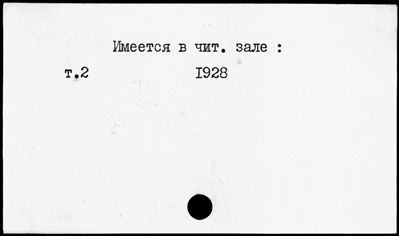 Имеется в чит. зале :
т.2 1928